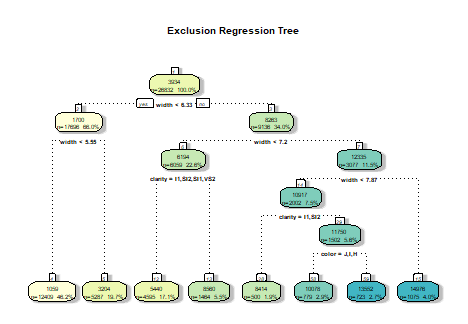 Exclusion Regression Tree
1
3934
n=26832 100.0%
yes width < 6.33 no
2 3
1700 8263
n=17696 66.0% n=9136 34.0%
width < 5.55 width < 7.2
6 7
6194 12335
n=6059 22.6% n=3077 11.5%
clarity = I1,SI2,SI1,VS2 width < 7.87
14
10917
n=2002 7.5%
clarity = I1,SI2
29
11750
n=1502 5.6%
color = J,I,H
4 5 12 13 28 58 59 15
1059 3204 5440 8560 8414 10078 13552 14976
n=12409 46.2% n=5287 19.7% n=4595 17.1% n=1464 5.5% n=500 1.9% n=779 2.9% n=723 2.7% n=1075 4.0%